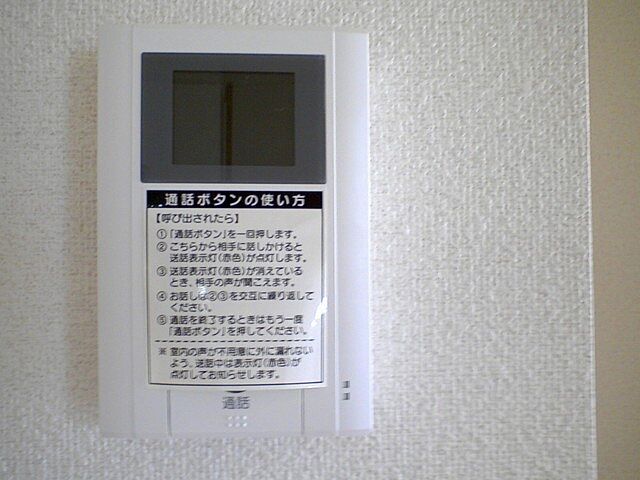 通話ボタンの使い方
【呼び出されたら】
① 「通話ボタン」を一回押します。
② こちらから相手に話しかけると
送話表示灯(赤色)が点灯します。
③ 送話表示灯(赤色)が消えている
とき、相手の声が聞こえます。
④ お話しは②③を交互に繰り返して
ください。
⑤ 通話を終了するときはもう一度
「通話ボタン」を押してください。
※ 室内の声が不用意に外に漏れない
よう、送話中は表示灯(赤色)が
点灯してお知らせします。
通話